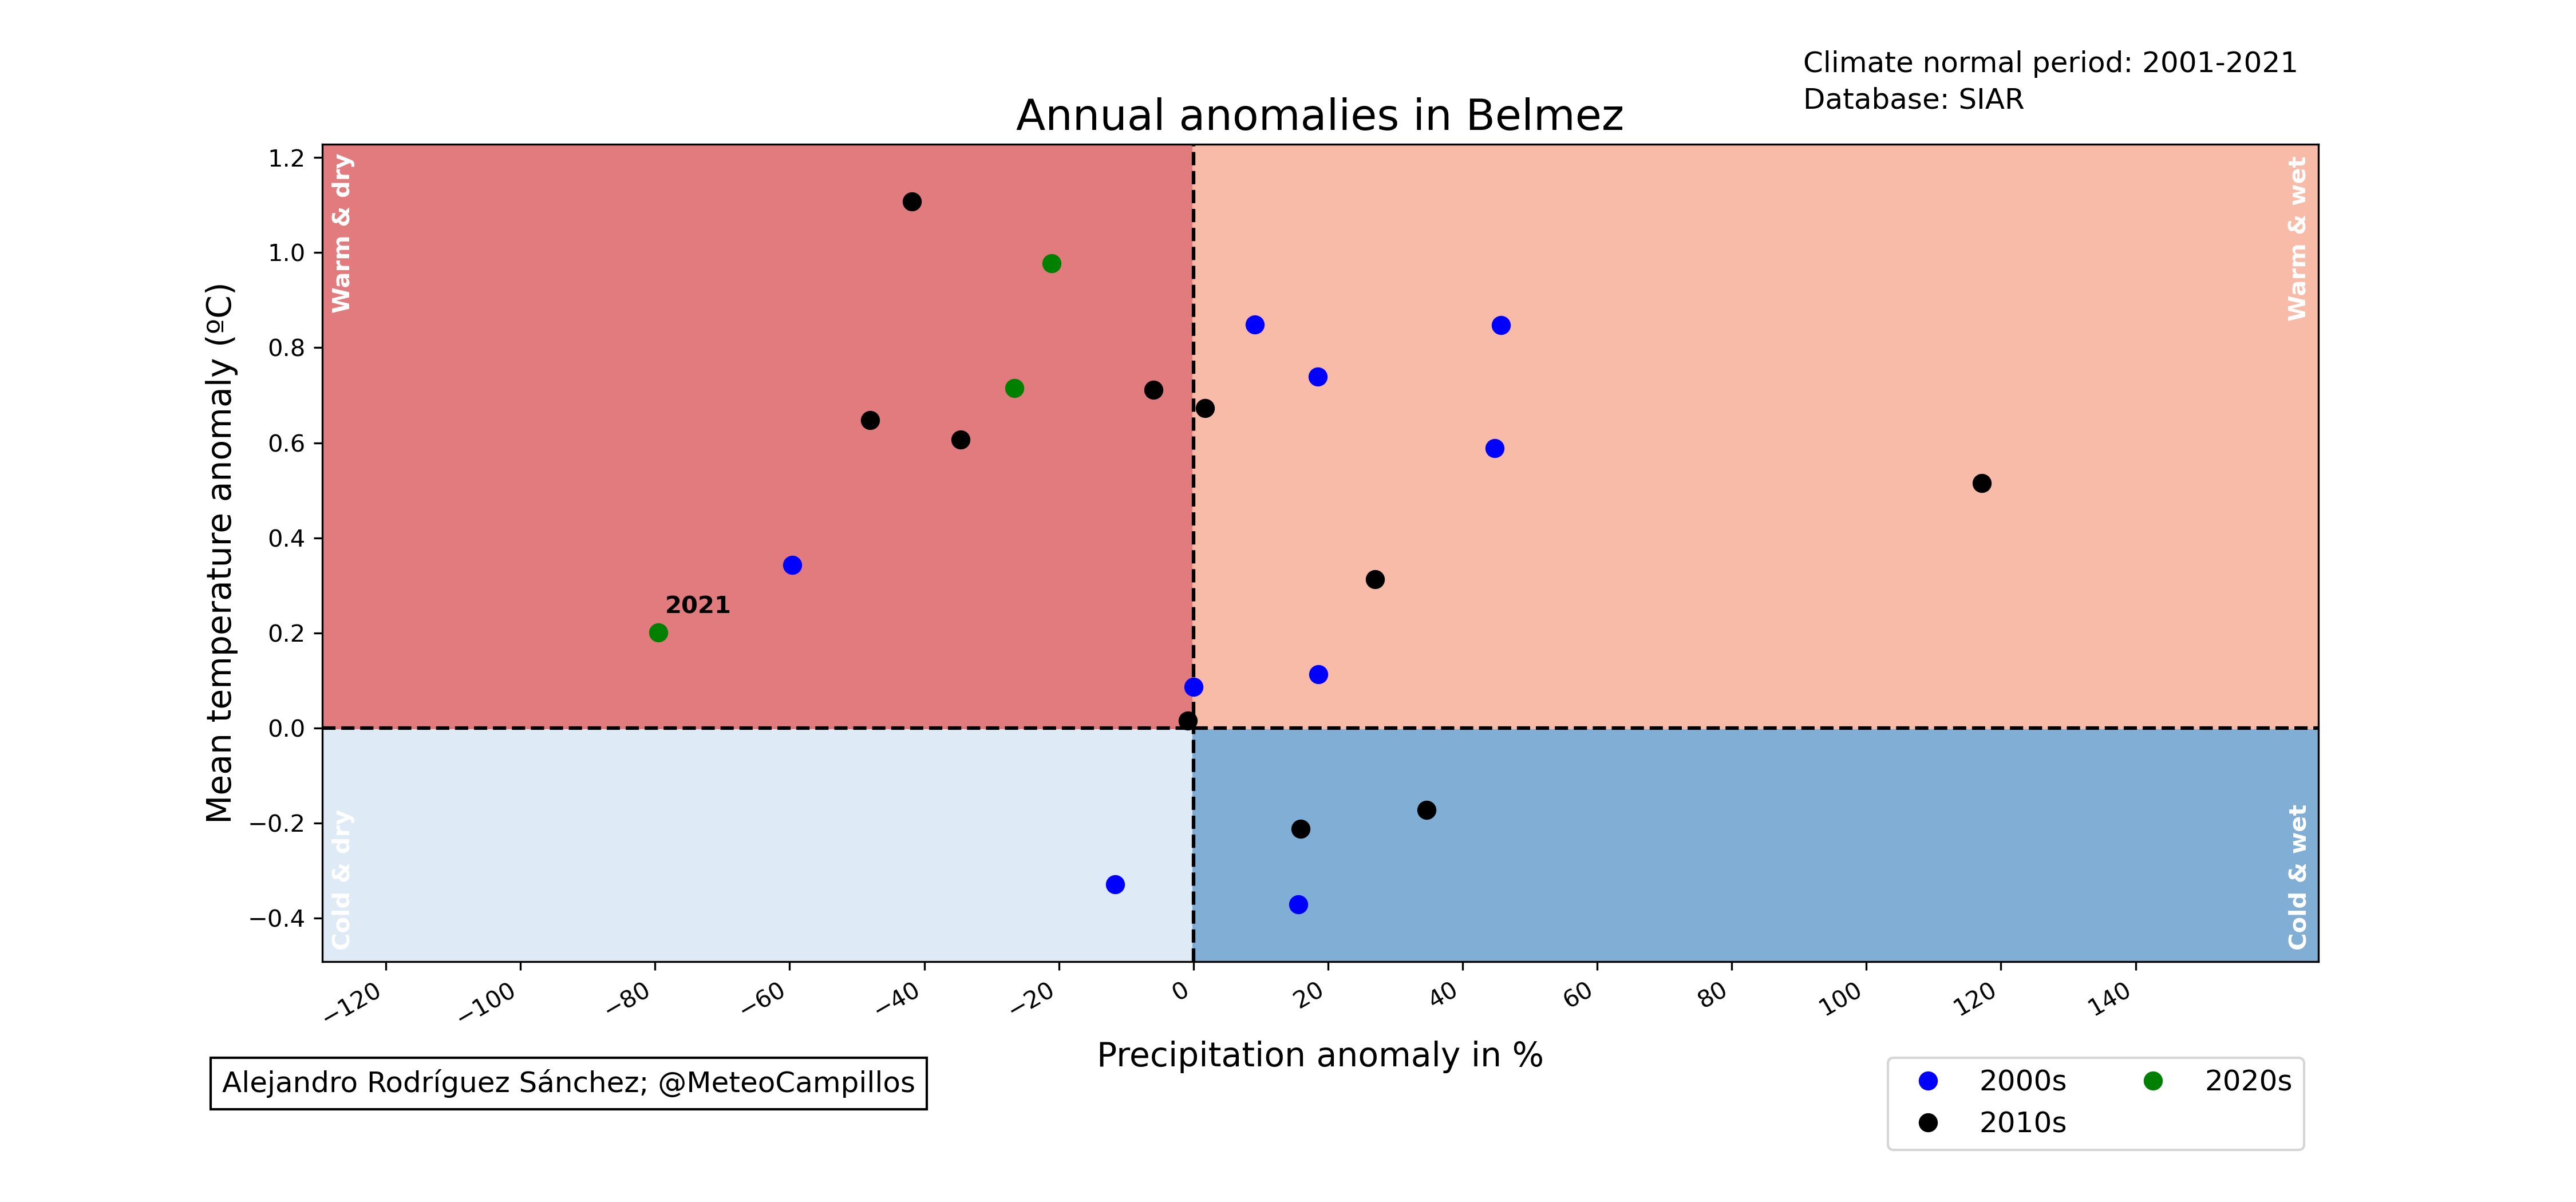 Climate normal period: 2001-2021
Database: SIAR
Annual anomalies in Belmez
Mean temperature anomaly (ºC)
1.2
1.0
0.8
0.6
0.4
0.2
0.0
−0.2
−0.4
Warm & dry
Warm & wet
2021
Cold & dry
Cold & wet
−120
−100
−80
−60
−40
−20
0
20
40
60
80
100
120
140
Precipitation anomaly in %
Alejandro Rodríguez Sánchez; @MeteoCampillos
2000s
2010s
2020s